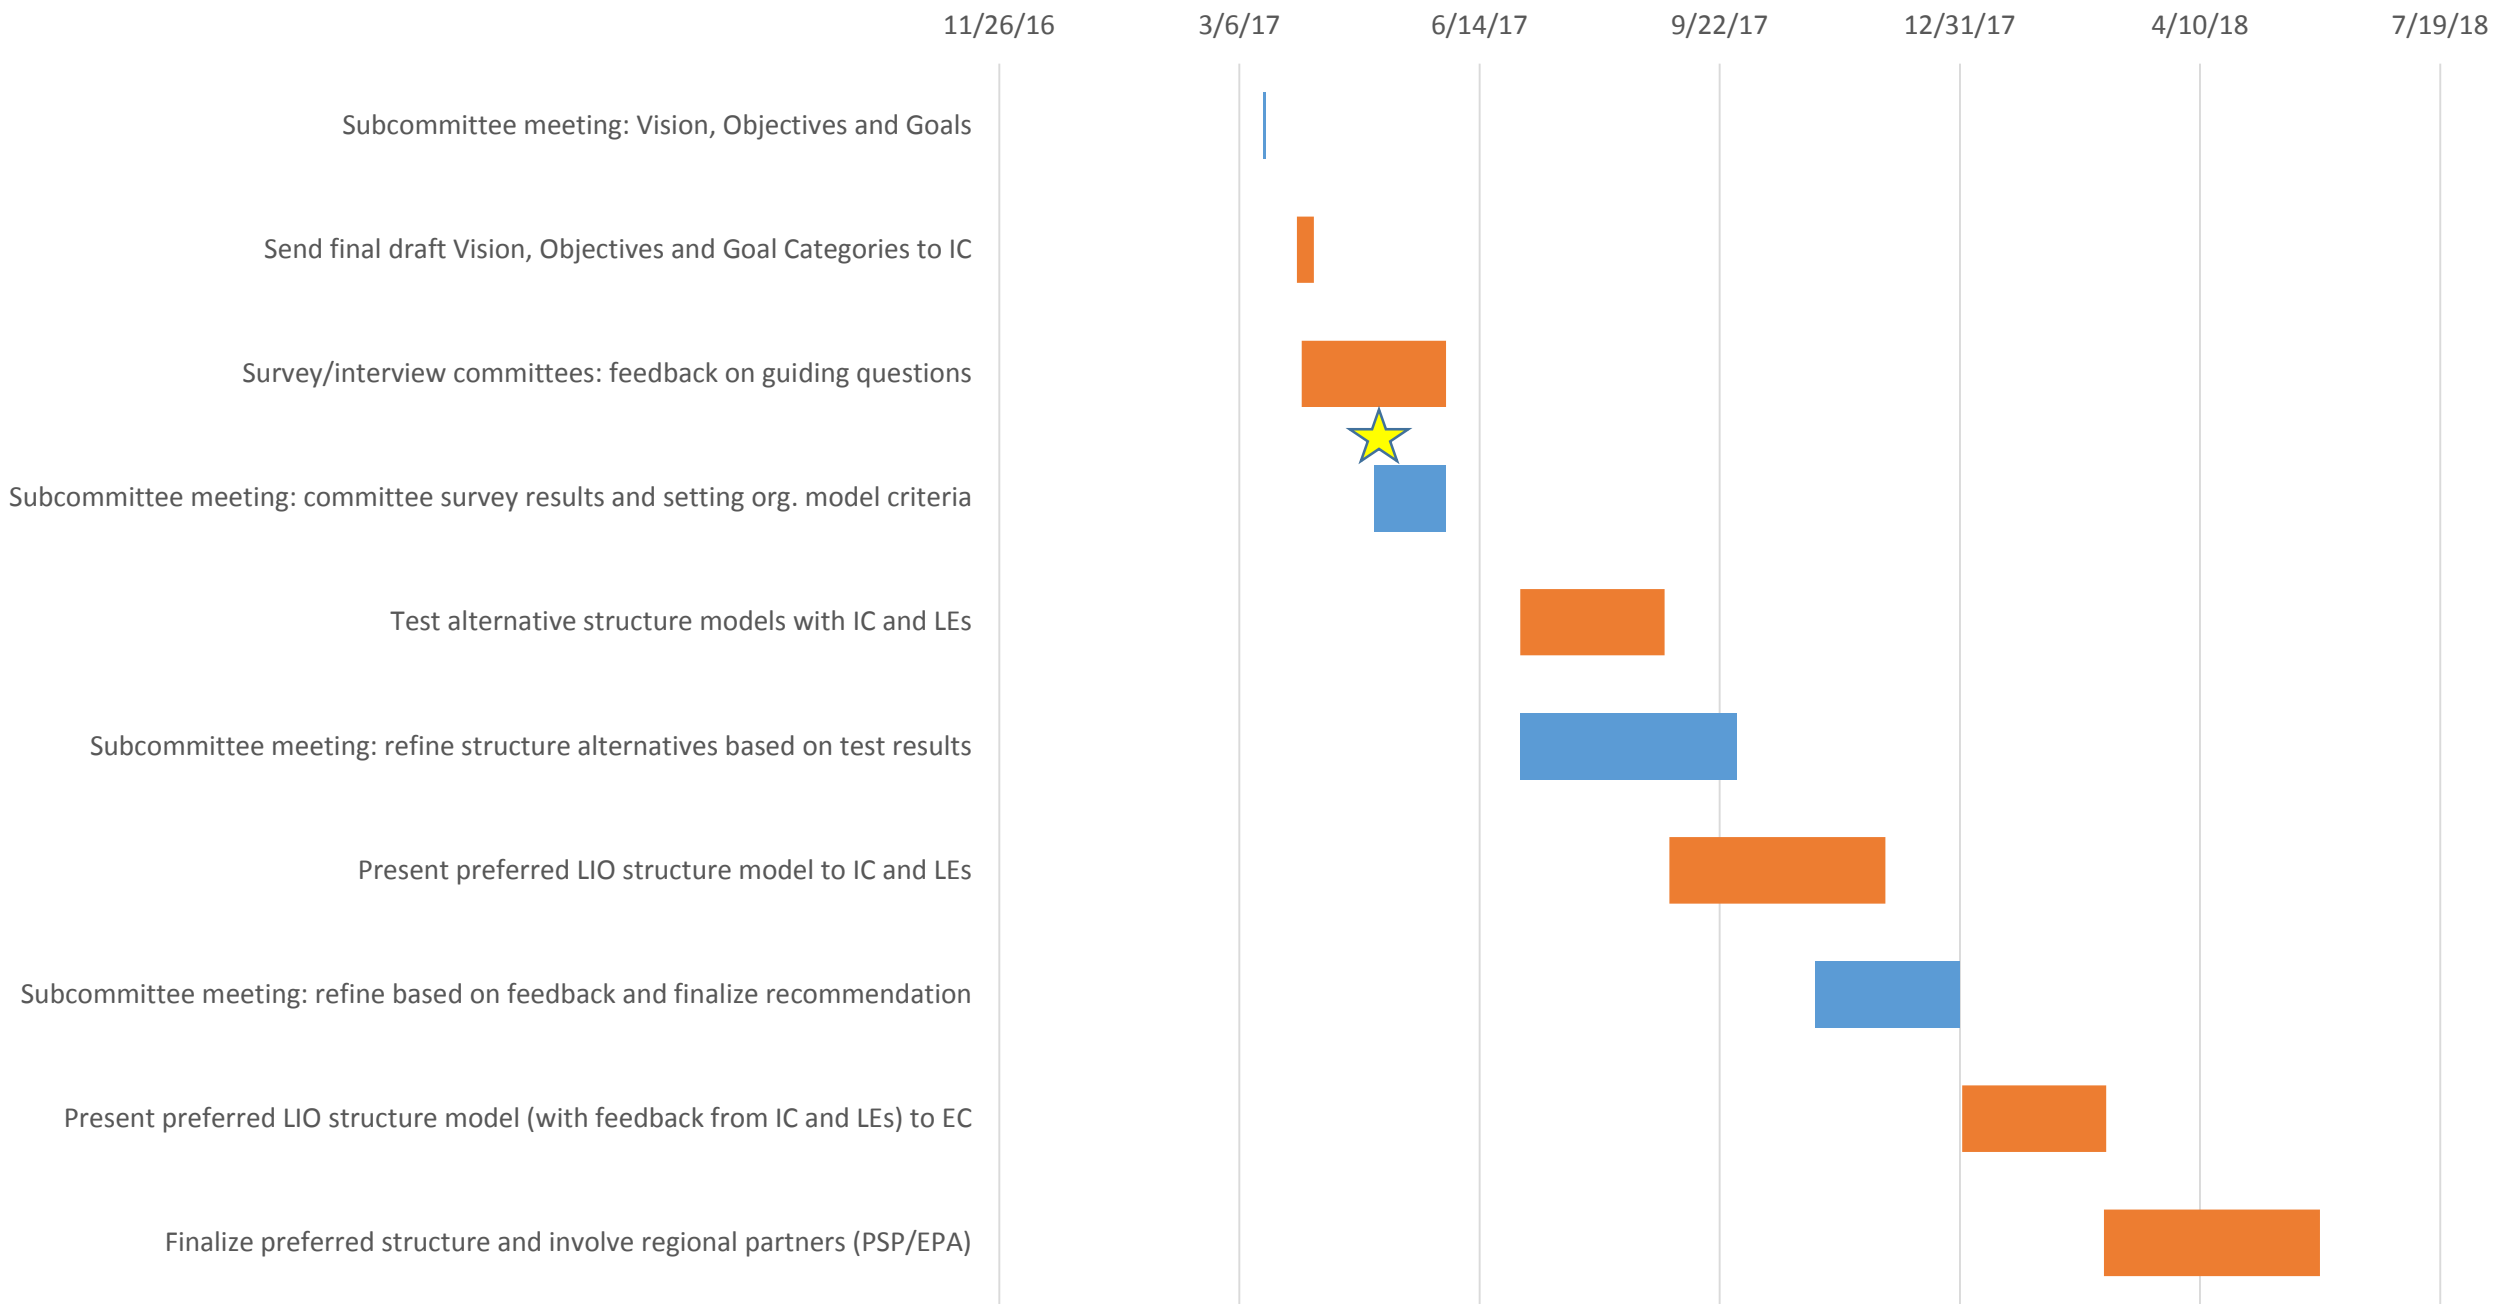 11/26/16 3/6/17 6/14/17 9/22/17 12/31/17 4/10/18 7/19/18
Subcommittee meeting: Vision, Objectives and Goals
Send final draft Vision, Objectives and Goal Categories to IC
Survey/interview committees: feedback on guiding questions
Subcommittee meeting: committee survey results and setting org. model criteria
Test alternative structure models with IC and LEs
Subcommittee meeting: refine structure alternatives based on test results
Present preferred LIO structure model to IC and LEs
Subcommittee meeting: refine based on feedback and finalize recommendation
Present preferred LIO structure model (with feedback from IC and LEs) to EC
Finalize preferred structure and involve regional partners (PSP/EPA)